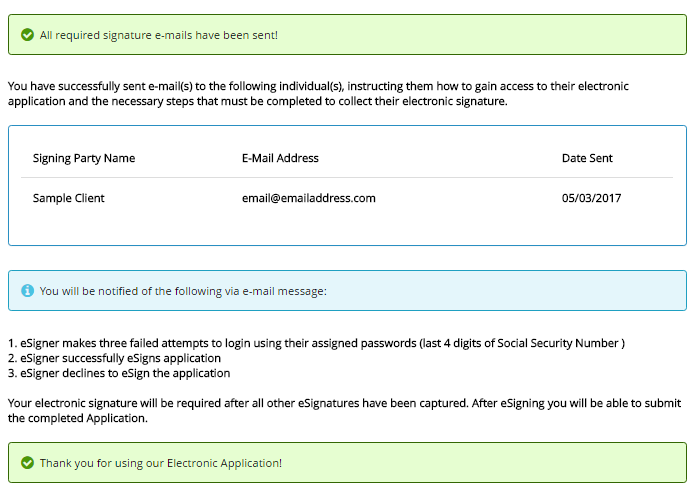 All required signature e-mails have been sent!
You have successfully sent e-mail(s) to the following individual(s), instructing them how to gain access to their electronic
application and the necessary steps that must be completed to collect their electronic signature.
Signing Party Name E-Mail Address Date Sent
Sample Client email@emailaddress.com 05/03/2017
You will be notified of the following via e-mail message:
1. eSigner makes three failed attempts to login using their assigned passwords (last 4 digits of Social Security Number )
2. eSigner successfully eSigns application
3. eSigner declines to eSign the application
Your electronic signature will be required after all other eSignatures have been captured. After eSigning you will be able to submit
the completed Application.
Thank you for using our Electronic Application!